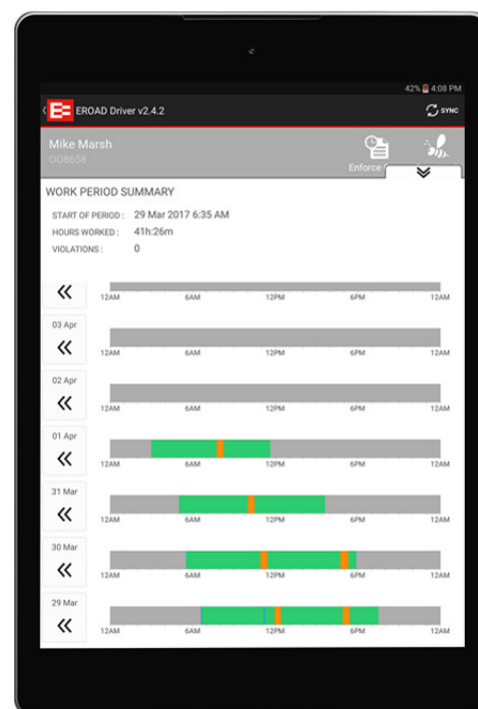 42% 4:08 PM
EROAD Driver v2.4.2
SYNC
Mike Marsh
OO8658
Enforce
WORK PERIOD SUMMARY
START OF PERIOD : 29 Mar 2017 6:35 AM
HOURS WORKED : 41h:26m
VIOLATIONS : 0
12AM 6AM 12PM 6PM 12AM
03 Apr
12AM 6AM 12PM 6PM 12AM
02 Apr
12AM 6AM 12PM 6PM 12AM
01 Apr
12AM 6AM 12PM 6PM 12AM
31 Mar
12AM 6AM 12PM 6PM 12AM
30 Mar
12AM 6AM 12PM 6PM 12AM
29 Mar
12AM 6AM 12PM 6PM 12AM